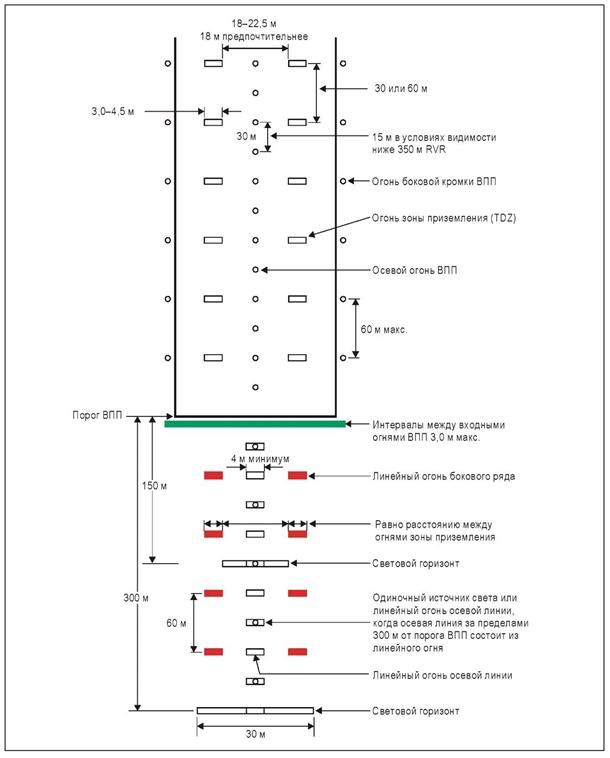 18–22,5 м
18 м предпочтительнее
30 или 60 м
3,0–4,5 м
30 м
15 м в условиях видимости
ниже 350 м RVR
Огонь боковой кромки ВПП
Огонь зоны приземления (TDZ)
Осевой огонь ВПП
60 м макс.
Порог ВПП
Интервалы между входными
огнями ВПП 3,0 м макс.
4 м минимум
Линейный огонь бокового ряда
150 м
Равно расстоянию между
огнями зоны приземления
Световой горизонт
300 м
Одиночный источник света или
линейный огонь осевой линии,
когда осевая линия за пределами
300 м от порога ВПП состоит из
линейного огня
60 м
Линейный огонь осевой линии
Световой горизонт
30 м